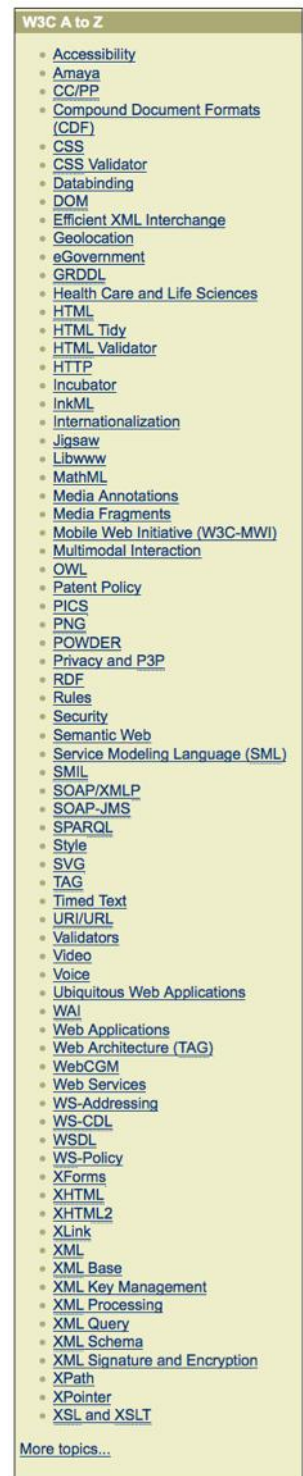 W3C A to Z
Accessibility
Amaya
CC/PP
Compound Document Formats
(CDF)
CSS
CSS Validator
Databinding
DOM
Efficient XML Interchange
Geolocation
eGovernment
GRDDL
Health Care and Life Sciences
HTML
HTML Tidy
HTML Validator
HTTP
Incubator
InkML
Internationalization
Jigsaw
Libwww
MathML
Media Annotations
Media Fragments
Mobile Web Initiative (W3C-MWI)
Multimodal Interaction
OWL
Patent Policy
PICS
PNG
POWDER
Privacy and P3P
RDF
Rules
Security
Semantic Web
Service Modeling Language (SML)
SMIL
SOAP/XMLP
SOAP-JMS
SPARQL
Style
SVG
TAG
Timed Text
URI/URL
Validators
Video
Voice
Ubiquitous Web Applications
WAI
Web Applications
Web Architecture (TAG)
WebCGM
Web Services
WS-Addressing
WS-CDL
WSDL
WS-Policy
XForms
XHTML
XHTML2
XLink
XML
XML Base
XML Key Management
XML Processing
XML Query
XML Schema
XML Signature and Encryption
XPath
XPointer
XSL and XSLT
More topics...